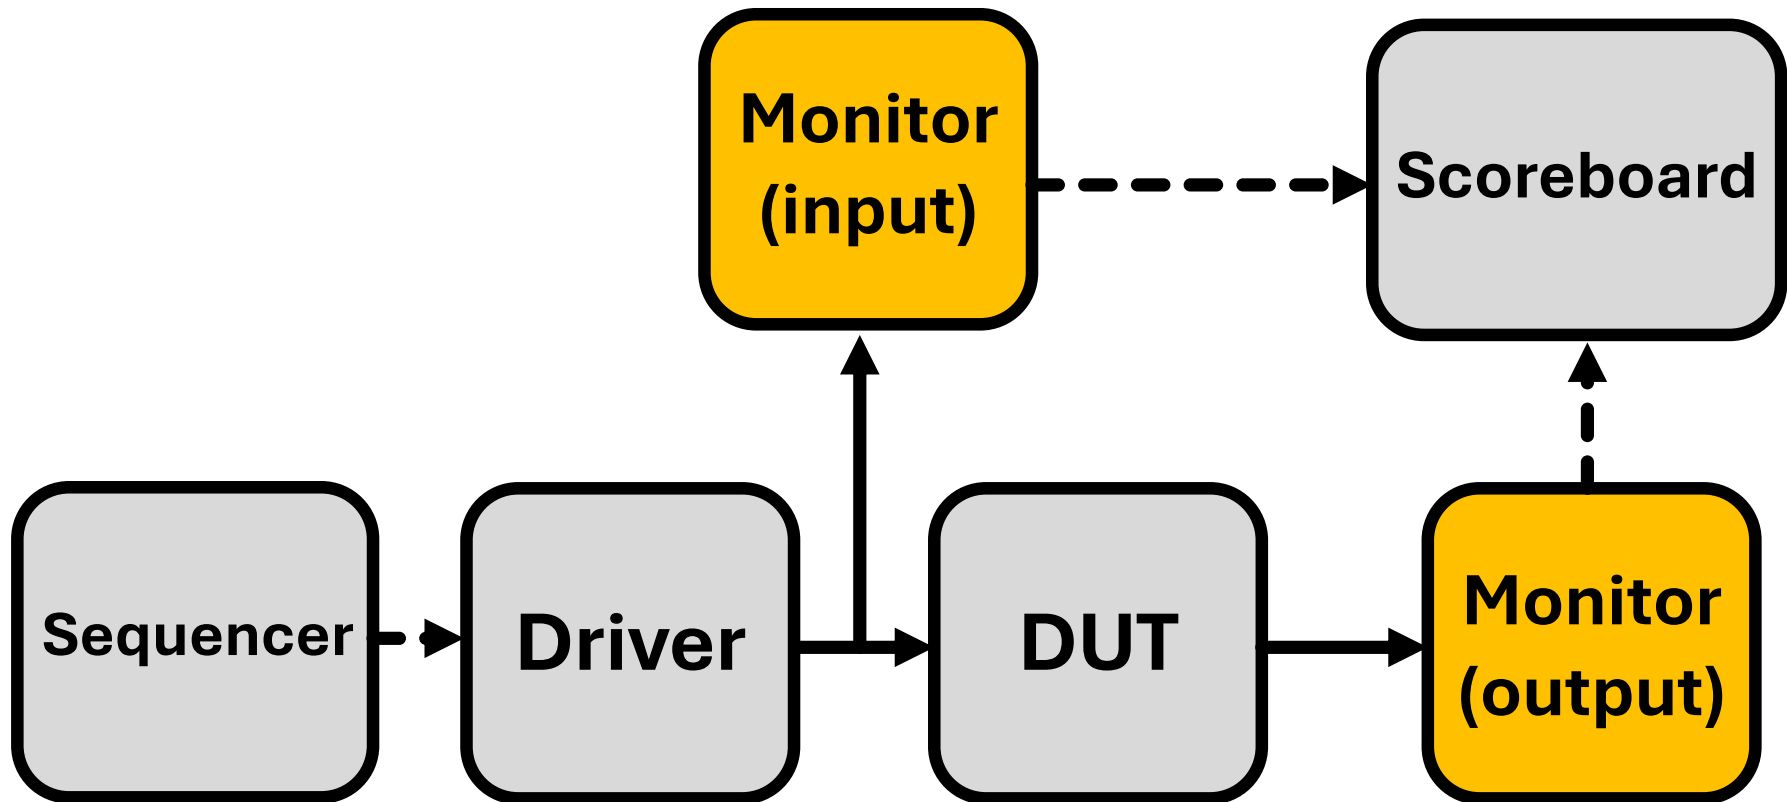 Monitor
(input)
Scoreboard
Sequencer
Driver
DUT
Monitor
(output)